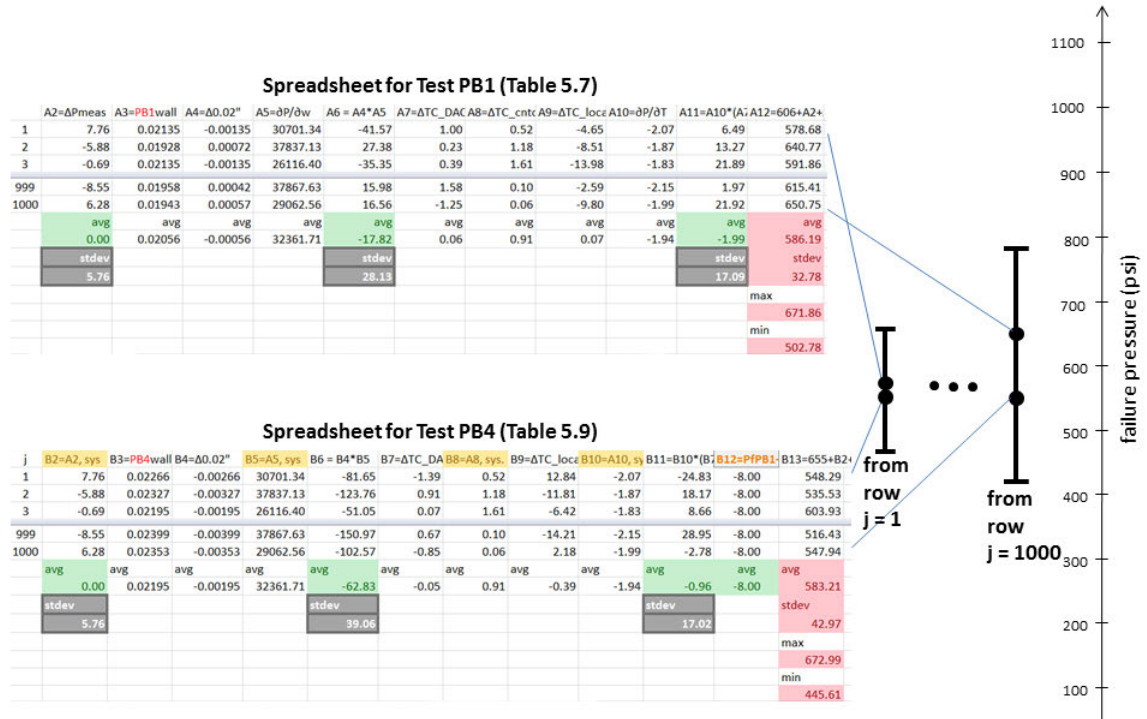 Spreadsheet for Test PB1 (Table 5.7)
A2=ΔPmeas A3=PB1wall A4=Δ0.02" A5=∂P/∂w A6 = A4*A5 A7=ΔTC_DAC A8=ΔTC_cntc A9=ΔTC_loca A10=∂P/∂T A11=A10*(A7 A12=606+A2+
1 7.76 0.02135 -0.00135 30701.34 -41.57 1.00 0.52 -4.65 -2.07 6.49 578.68
2 -5.88 0.01928 0.00072 37837.13 27.38 0.23 1.18 -8.51 -1.87 13.27 640.77
3 -0.69 0.02135 -0.00135 26116.40 -35.35 0.39 1.61 -13.98 -1.83 21.89 591.86
999 -8.55 0.01958 0.00042 37867.63 15.98 1.58 0.10 -2.59 -2.15 1.97 615.41
1000 6.28 0.01943 0.00057 29062.56 16.56 -1.25 0.06 -9.80 -1.99 21.92 650.75
avg avg avg avg avg avg avg avg avg avg avg
0.00 0.02056 -0.00056 32361.71 -17.82 0.06 0.91 0.07 -1.94 -1.99 586.19
stdev stdev stdev stdev
5.76 28.13 17.09 32.78
max
671.86
min
502.78
Spreadsheet for Test PB4 (Table 5.9)
j B2=A2, sys B3=PB4wall B4=Δ0.02" B5=A5, sys B6 = B4*B5 B7=ΔTC_DA B8=A8, sys. B9=ΔTC_loca B10=A10, sy B11=B10*(B7 B12=PfPB1- B13=655+B2+
1 7.76 0.02266 -0.00266 30701.34 -81.65 -1.39 0.52 12.84 -2.07 -24.83 -8.00 548.29
2 -5.88 0.02327 -0.00327 37837.13 -123.76 0.91 1.18 -11.81 -1.87 18.17 -8.00 535.53
3 -0.69 0.02195 -0.00195 26116.40 -51.05 0.07 1.61 -6.42 -1.83 8.66 -8.00 603.93
999 -8.55 0.02399 -0.00399 37867.63 -150.97 0.67 0.10 -14.21 -2.15 28.95 -8.00 516.43
1000 6.28 0.02353 -0.00353 29062.56 -102.57 -0.85 0.06 2.18 -1.99 -2.78 -8.00 547.94
avg avg avg avg avg avg avg avg avg avg avg avg
0.00 0.02195 -0.00195 32361.71 -62.83 -0.05 0.91 -0.39 -1.94 -0.96 -8.00 583.21
stdev stdev stdev stdev
5.76 39.06 17.02 42.97
max
672.99
min
445.61
from
row
j = 1
from
row
j = 1000
1100
1000
900
800
700
600
500
400
300
200
100
failure pressure (psi)